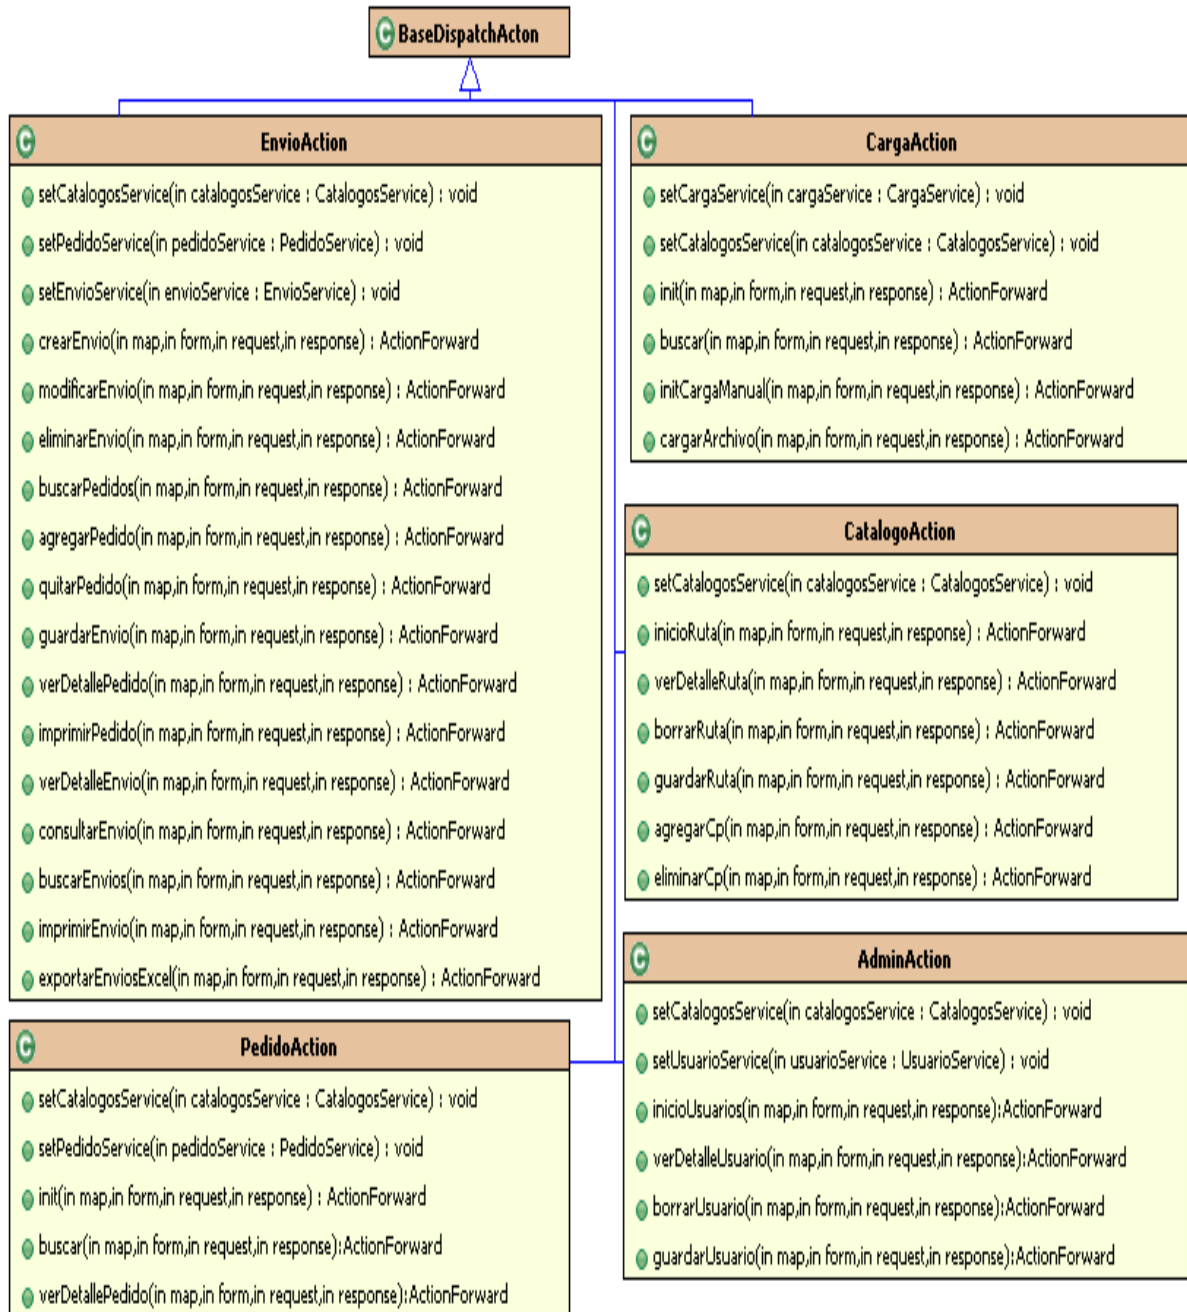 BaseDispatchActon
EnvioAction
setCatalogosService(in catalogosService : CatalogosService) : void
setPedidoService(in pedidoService : PedidoService) : void
setEnvioService(in envioService : EnvioService) : void
crearEnvio(in map,in form,in request,in response) : ActionForward
modificarEnvio(in map,in form,in request,in response) : ActionForward
eliminarEnvio(in map,in form,in request,in response) : ActionForward
buscarPedidos(in map,in form,in request,in response) : ActionForward
agregarPedido(in map,in form,in request,in response) : ActionForward
quitarPedido(in map,in form,in request,in response) : ActionForward
guardarEnvio(in map,in form,in request,in response) : ActionForward
verDetallePedido(in map,in form,in request,in response) : ActionForward
imprimirPedido(in map,in form,in request,in response) : ActionForward
verDetalleEnvio(in map,in form,in request,in response) : ActionForward
consultarEnvio(in map,in form,in request,in response) : ActionForward
buscarEnvios(in map,in form,in request,in response) : ActionForward
imprimirEnvio(in map,in form,in request,in response) : ActionForward
exportarEnviosExcel(in map,in form,in request,in response) : ActionForward
PedidoAction
setCatalogosService(in catalogosService : CatalogosService) : void
setPedidoService(in pedidoService : PedidoService) : void
init(in map,in form,in request,in response) : ActionForward
buscar(in map,in form,in request,in response):ActionForward
verDetallePedido(in map,in form,in request,in response):ActionForward
CargaAction
setCargaService(in cargaService : CargaService) : void
setCatalogosService(in catalogosService : CatalogosService) : void
init(in map,in form,in request,in response) : ActionForward
buscar(in map,in form,in request,in response) : ActionForward
initCargaManual(in map,in form,in request,in response) : ActionForward
cargarArchivo(in map,in form,in request,in response) : ActionForward
CatalogoAction
setCatalogosService(in catalogosService : CatalogosService) : void
inicioRuta(in map,in form,in request,in response) : ActionForward
verDetalleRuta(in map,in form,in request,in response) : ActionForward
borrarRuta(in map,in form,in request,in response) : ActionForward
guardarRuta(in map,in form,in request,in response) : ActionForward
agregarCp(in map,in form,in request,in response) : ActionForward
eliminarCp(in map,in form,in request,in response) : ActionForward
AdminAction
setCatalogosService(in catalogosService : CatalogosService) : void
setUsuarioService(in usuarioService : UsuarioService) : void
inicioUsuarios(in map,in form,in request,in response):ActionForward
verDetalleUsuario(in map,in form,in request,in response):ActionForward
borrarUsuario(in map,in form,in request,in response):ActionForward
guardarUsuario(in map,in form,in request,in response):ActionForward